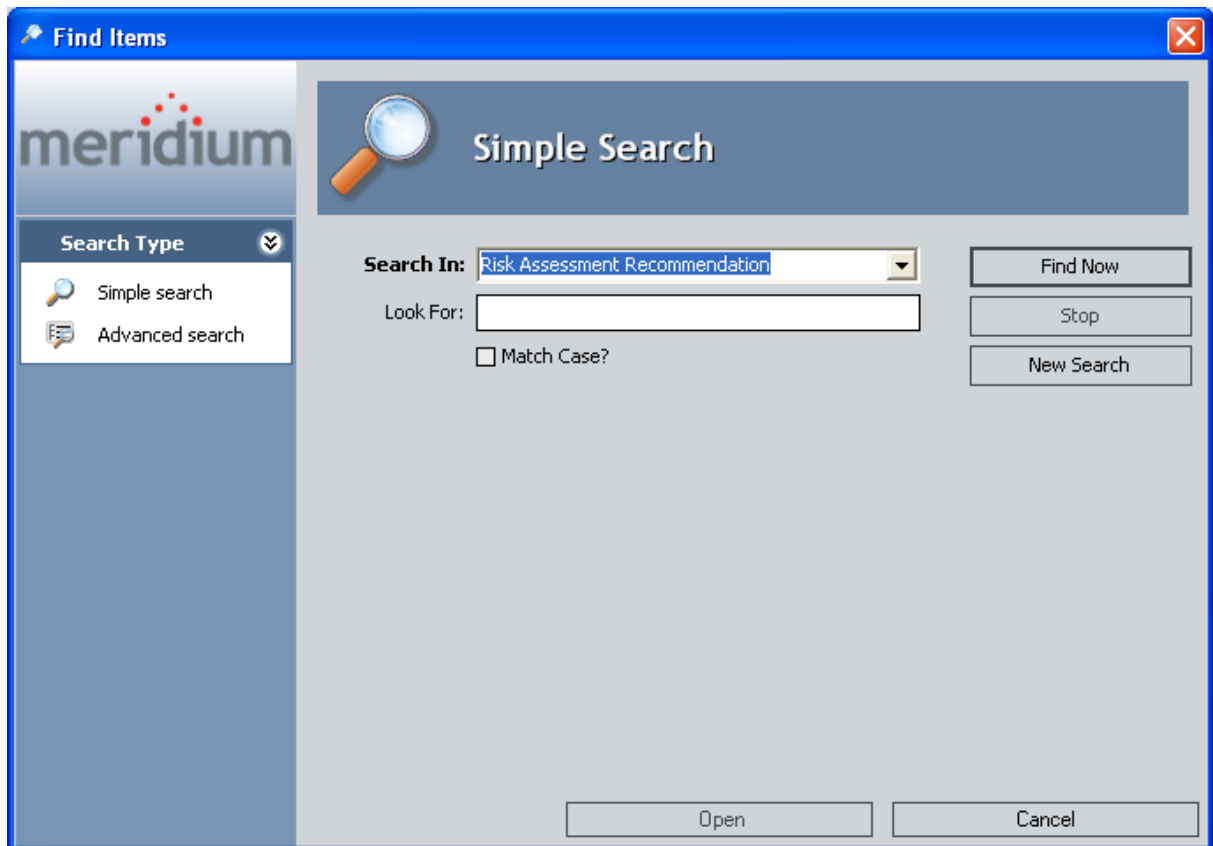 Find Items
meridium
Simple Search
Search Type
Simple search
Advanced search
Search In: Risk Assessment Recommendation
Look For:
Match Case?
Find Now
Stop
New Search
Open
Cancel